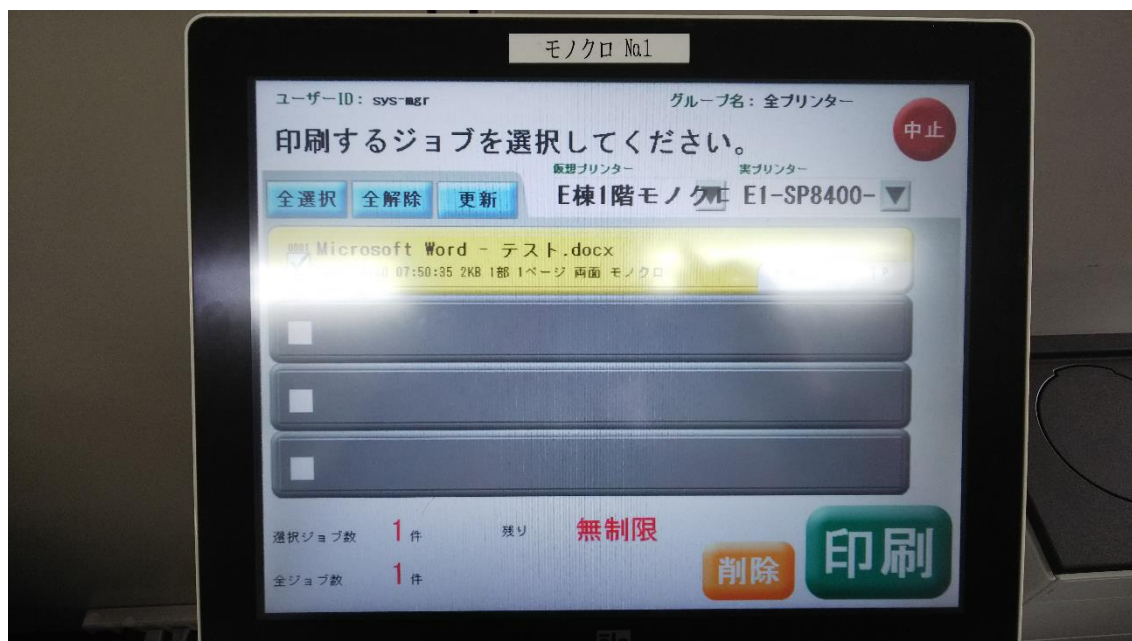 モノクロ No.1
ユーザーID: sys-mgr
グループ名: 全プリンター
中止
印刷するジョブを選択してください。
仮想プリンター
実プリンター
全選択 全解除 更新
E棟1階モノクロ
E1-SP8400-
0001 Microsoft Word - テスト.docx
07:50:35 2KB 1部 1ページ 両面 モノクロ
選択ジョブ数 1 件
残り 無制限
全ジョブ数 1 件
削除
印刷
elo